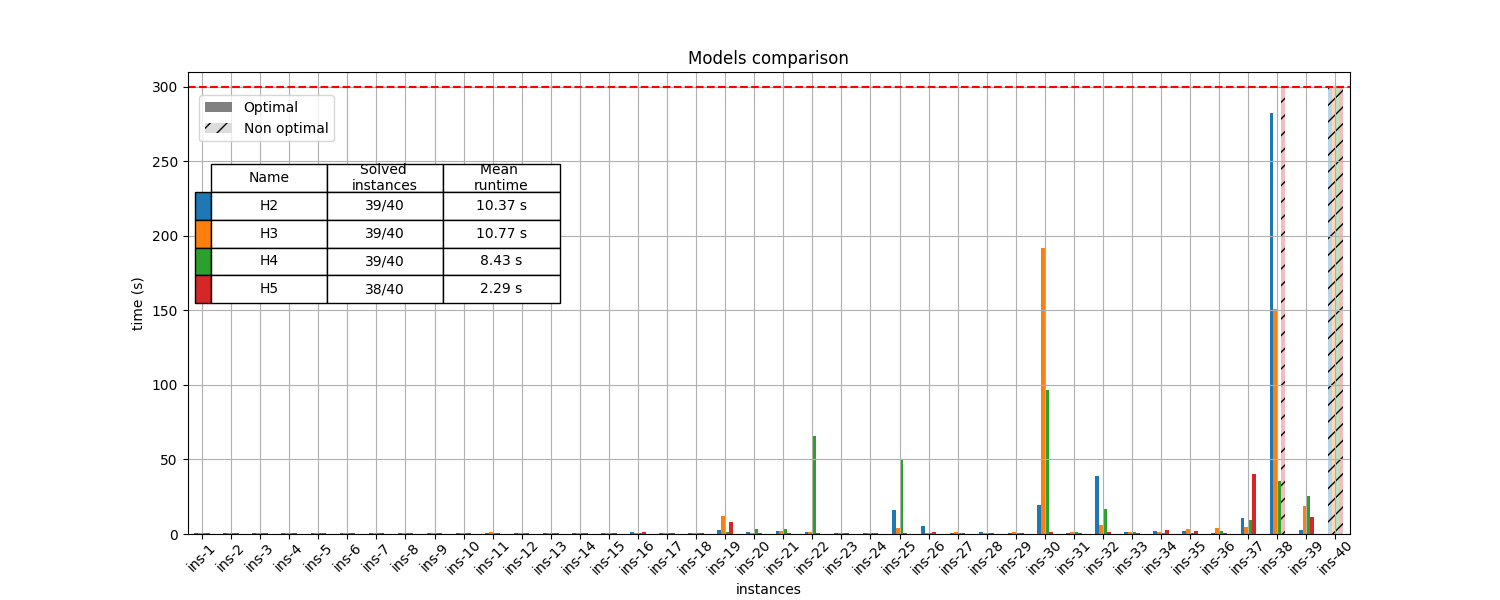 Models comparison
300
250
200
150
100
50
0
time (s)
Optimal
Non optimal
Name Solved instances Mean runtime
H2 39/40 10.37 s
H3 39/40 10.77 s
H4 39/40 8.43 s
H5 38/40 2.29 s
ins-1 ins-2 ins-3 ins-4 ins-5 ins-6 ins-7 ins-8 ins-9 ins-10 ins-11 ins-12 ins-13 ins-14 ins-15 ins-16 ins-17 ins-18 ins-19 ins-20 ins-21 ins-22 ins-23 ins-24 ins-25 ins-26 ins-27 ins-28 ins-29 ins-30 ins-31 ins-32 ins-33 ins-34 ins-35 ins-36 ins-37 ins-38 ins-39 ins-40
instances